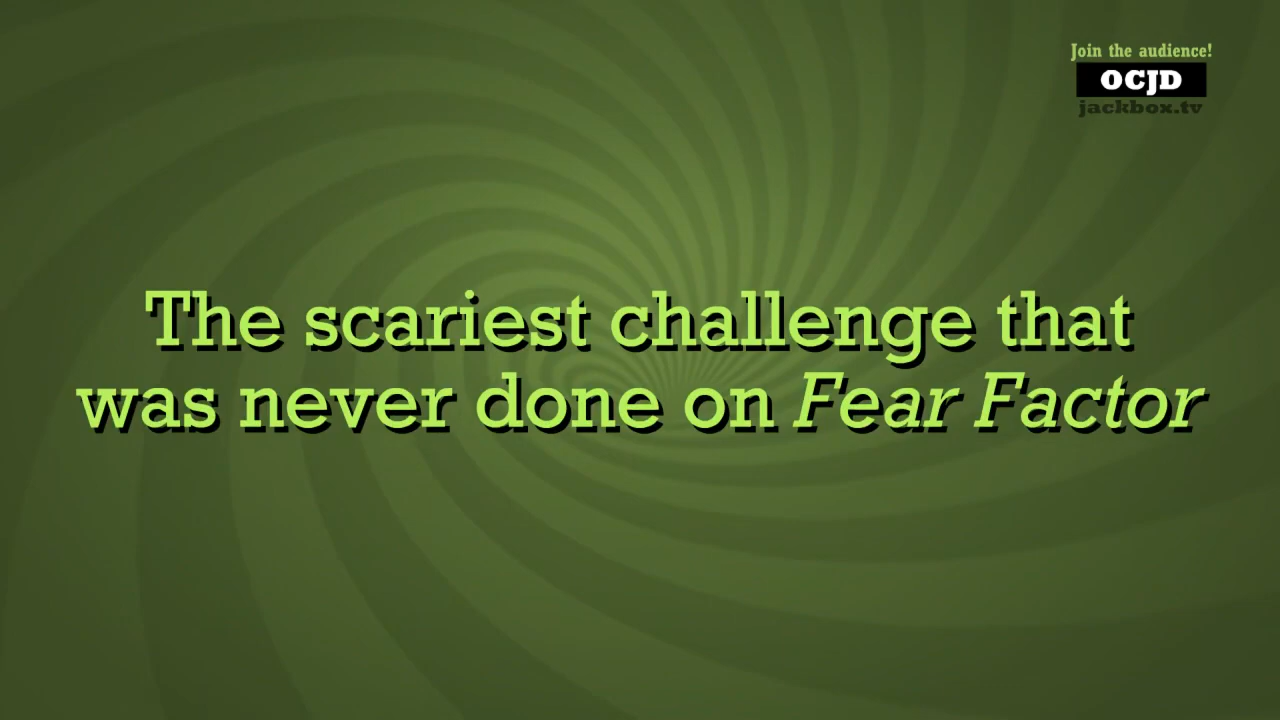 Join the audience!
OCJD
jackbox.tv
The scariest challenge that
was never done on Fear Factor